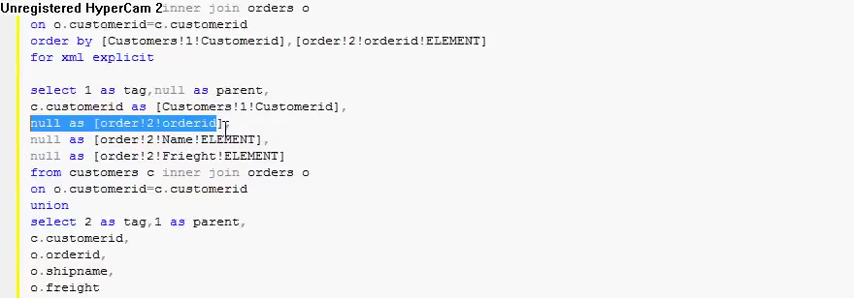 Unregistered HyperCam 2 inner join orders o
on o.customerid=c.customerid
order by [Customers!1!Customerid],[order!2!orderid!ELEMENT]
for xml explicit
select 1 as tag,null as parent,
c.customerid as [Customers!1!Customerid],
null as [order!2!orderid],
null as [order!2!Name!ELEMENT],
null as [order!2!Frieght!ELEMENT]
from customers c inner join orders o
on o.customerid=c.customerid
union
select 2 as tag,1 as parent,
c.customerid,
o.orderid,
o.shipname,
o.freight